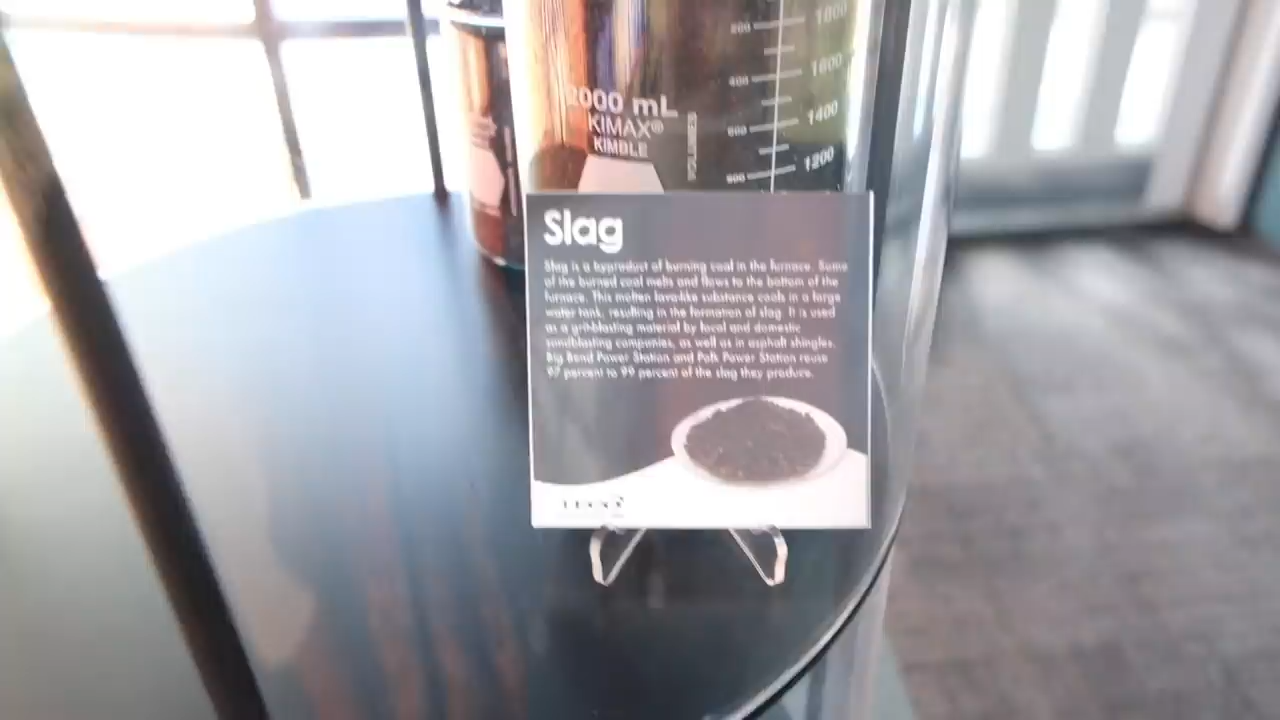 200 1800
400 1600
2000 mL
KIMAX®
KIMBLE
600 1400
800 1200
Slag
Slag is a byproduct of burning coal in the furnace. Some
of the burned coal melts and flows to the bottom of the
furnace. This molten lava-like substance cools in a large
water tank, resulting in the formation of slag. It is used
as a grit-blasting material by local and domestic
sandblasting companies, as well as in asphalt shingles.
Big Bend Power Station and Polk Power Station reuse
97 percent to 99 percent of the slag they produce.